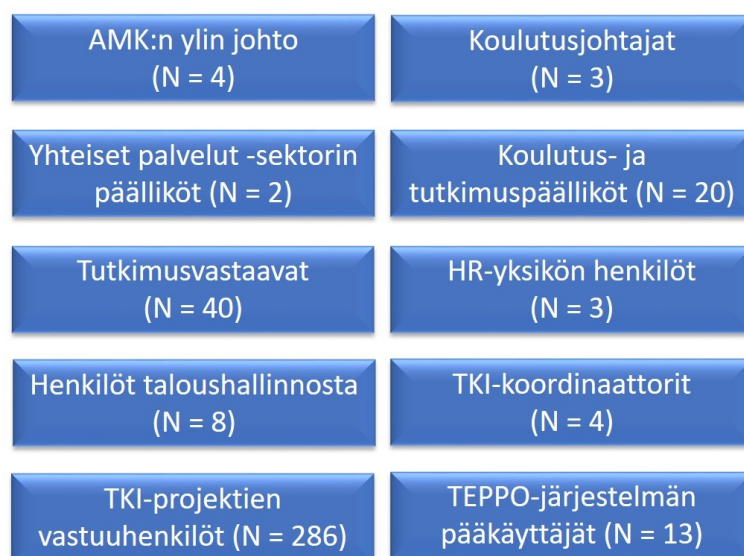 AMK:n ylin johto
(N = 4)
Koulutusjohtajat
(N = 3)
Yhteiset palvelut -sektorin
päälliköt (N = 2)
Koulutus- ja
tutkimuspäälliköt (N = 20)
Tutkimusvastaavat
(N = 40)
HR-yksikön henkilöt
(N = 3)
Henkilöt taloushallinnosta
(N = 8)
TKI-koordinaattorit
(N = 4)
TKI-projektien
vastuuhenkilöt (N = 286)
TEPPO-järjestelmän
pääkäyttäjät (N = 13)